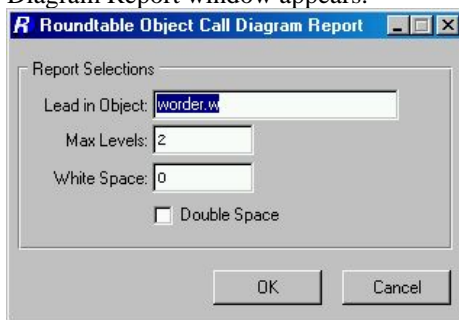 Diagram Report window appears.
R Roundtable Object Call Diagram Report
Report Selections
Lead in Object: worder.w
Max Levels: 2
White Space: 0
Double Space
OK Cancel